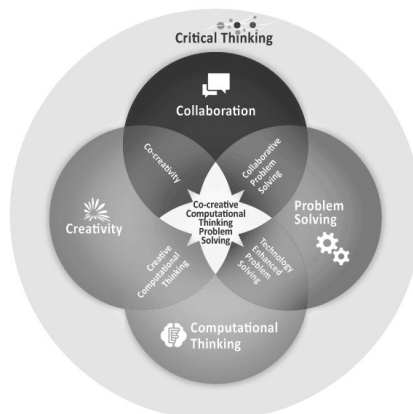 Critical Thinking
Collaboration
Co-creativity
Collaborative
Problem
Solving
Creativity
Co-creative
Computational
Thinking
Problem
Solving
Problem
Solving
Creative
Computational
Thinking
Technology
Enhanced
Problem
Solving
Computational
Thinking